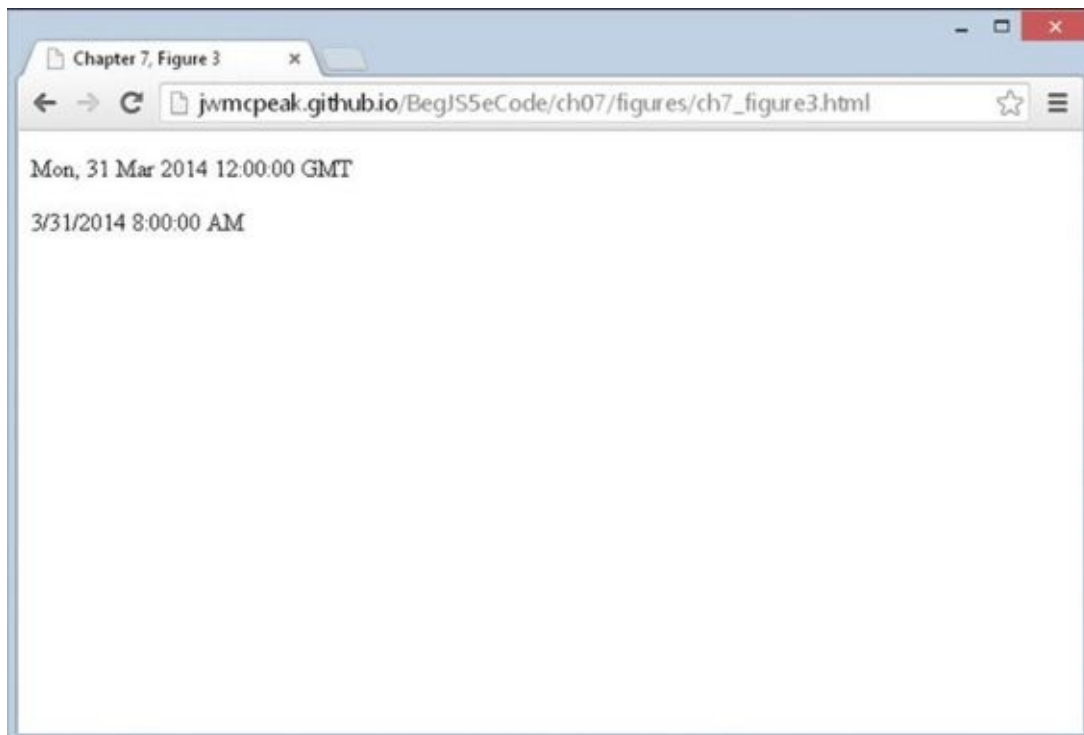 Chapter 7, Figure 3
jwmcpeak.github.io/BegJS5eCode/ch07/figures/ch7_figure3.html
Mon, 31 Mar 2014 12:00:00 GMT
3/31/2014 8:00:00 AM